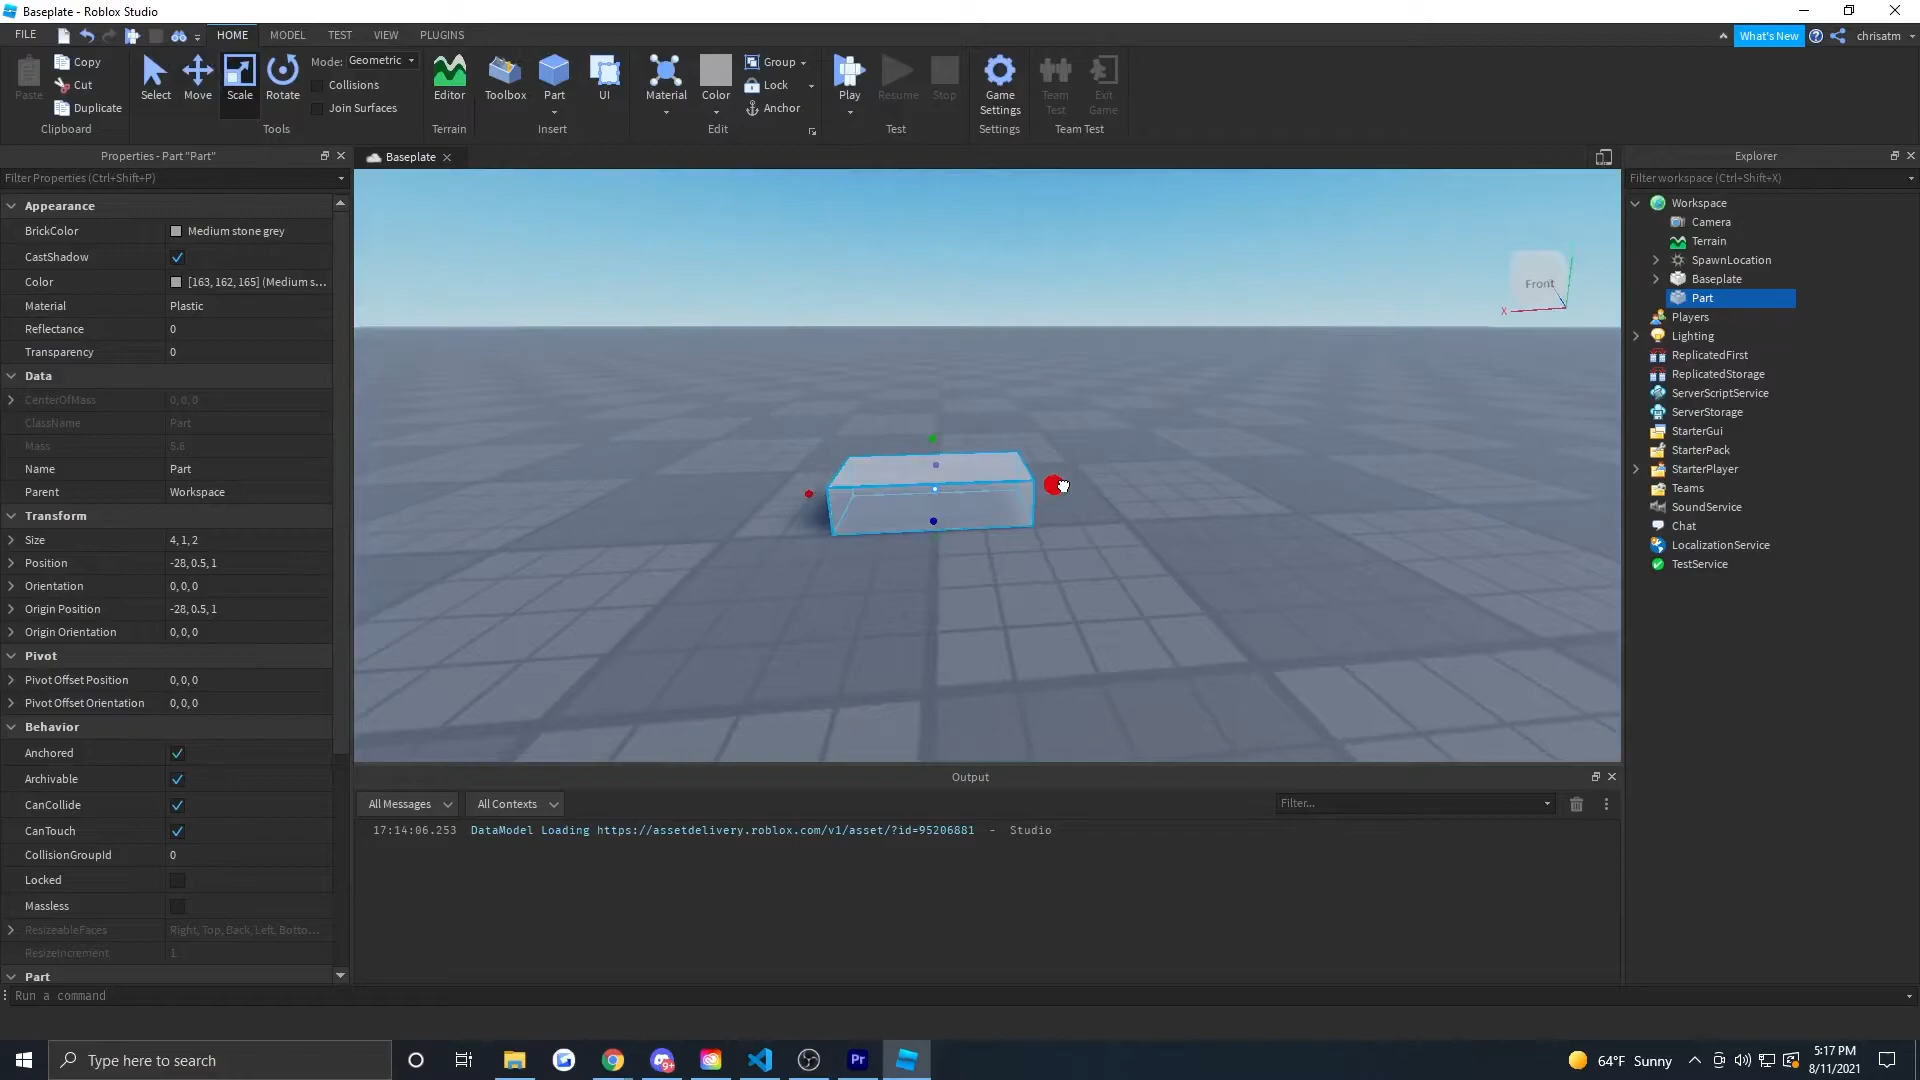 Baseplate - Roblox Studio
FILE HOME MODEL TEST VIEW PLUGINS What's New chrisatm
Paste Copy Cut Duplicate Clipboard
Select Move Scale Rotate Mode: Geometric Collisions Join Surfaces Tools
Editor Terrain
Toolbox Part UI Insert
Material Color Group Lock Anchor Edit
Play Resume Stop Test
Game Settings Settings
Team Test Exit Game Team Test
Properties - Part "Part"
Filter Properties (Ctrl+Shift+P)
Appearance
BrickColor Medium stone grey
CastShadow
Color [163, 162, 165] (Medium s...
Material Plastic
Reflectance 0
Transparency 0
Data
CenterOfMass 0, 0, 0
ClassName Part
Mass 5.6
Name Part
Parent Workspace
Transform
Size 4, 1, 2
Position -28, 0.5, 1
Orientation 0, 0, 0
Origin Position -28, 0.5, 1
Origin Orientation 0, 0, 0
Pivot
Pivot Offset Position 0, 0, 0
Pivot Offset Orientation 0, 0, 0
Behavior
Anchored
Archivable
CanCollide
CanTouch
CollisionGroupId 0
Locked
Massless
ResizeableFaces Right, Top, Back, Left, Botto...
ResizeIncrement 1
Part
Baseplate
Front
X
Output
All Messages All Contexts Filter...
17:14:06.253 DataModel Loading https://assetdelivery.roblox.com/v1/asset/?id=95206881 - Studio
Explorer
Filter workspace (Ctrl+Shift+X)
Workspace
Camera
Terrain
SpawnLocation
Baseplate
Part
Players
Lighting
ReplicatedFirst
ReplicatedStorage
ServerScriptService
ServerStorage
StarterGui
StarterPack
StarterPlayer
Teams
SoundService
Chat
LocalizationService
TestService
Run a command
Type here to search
9+
Pr
64°F Sunny
5:17 PM
8/11/2021